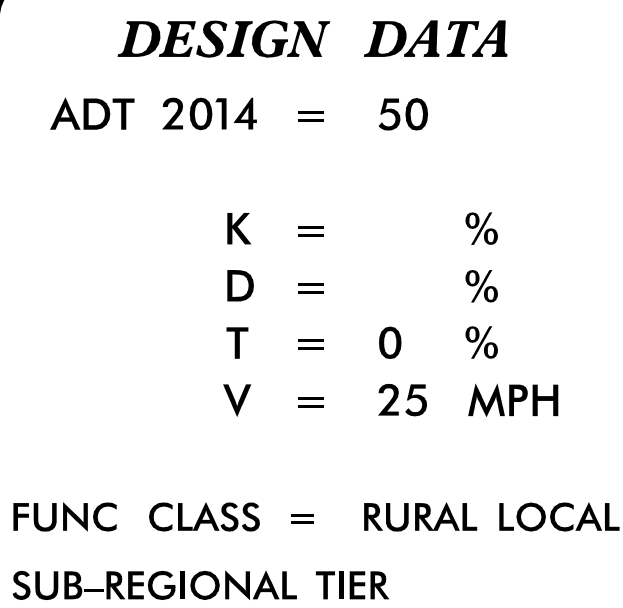 DESIGN DATA
ADT 2014 = 50
K = %
D = %
T = 0 %
V = 25 MPH
FUNC CLASS = RURAL LOCAL
SUB–REGIONAL TIER